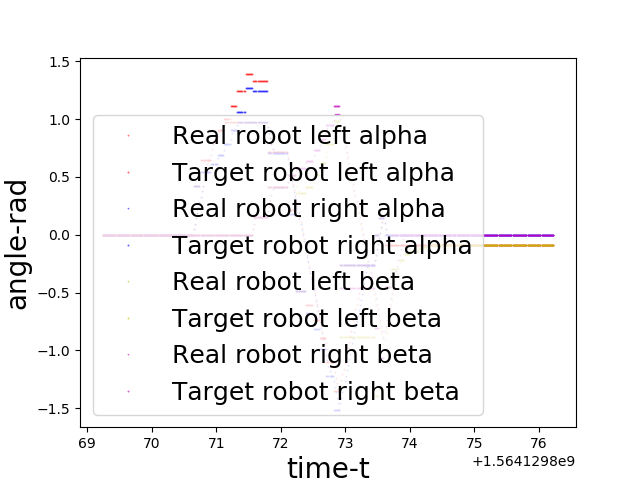 1.5
1.0
0.5
0.0
−0.5
−1.0
−1.5
angle-rad
Real robot left alpha
Target robot left alpha
Real robot right alpha
Target robot right alpha
Real robot left beta
Target robot left beta
Real robot right beta
Target robot right beta
69 70 71 72 73 74 75 76
+1.5641298e9
time-t